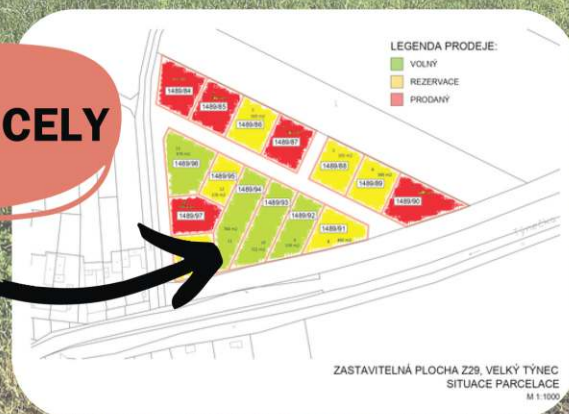 CELY
LEGENDA PRODEJE:
VOLNÝ
REZERVACE
PRODANÝ
1489/84
1489/85
1489/86
1489/87
1489/88
1489/89
1489/90
1489/96
1489/95
1489/94
1489/93
1489/92
1489/91
1489/97
ZASTAVITELNÁ PLOCHA Z29, VELKÝ TÝNEC
SITUACE PARCELACE
M 1:1000